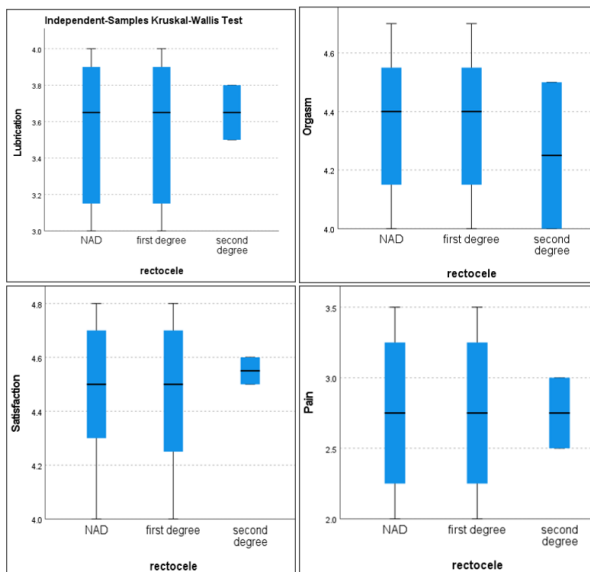 Independent-Samples Kruskal-Wallis Test
4.0
3.8
3.6
3.4
3.2
3.0
Lubrication
NAD
first degree
second
degree
rectocele
4.6
4.4
4.2
4.0
Orgasm
NAD
first degree
second
degree
rectocele
4.8
4.6
4.4
4.2
4.0
Satisfaction
NAD
first degree
second
degree
rectocele
3.5
3.0
2.5
2.0
Pain
NAD
first degree
second
degree
rectocele